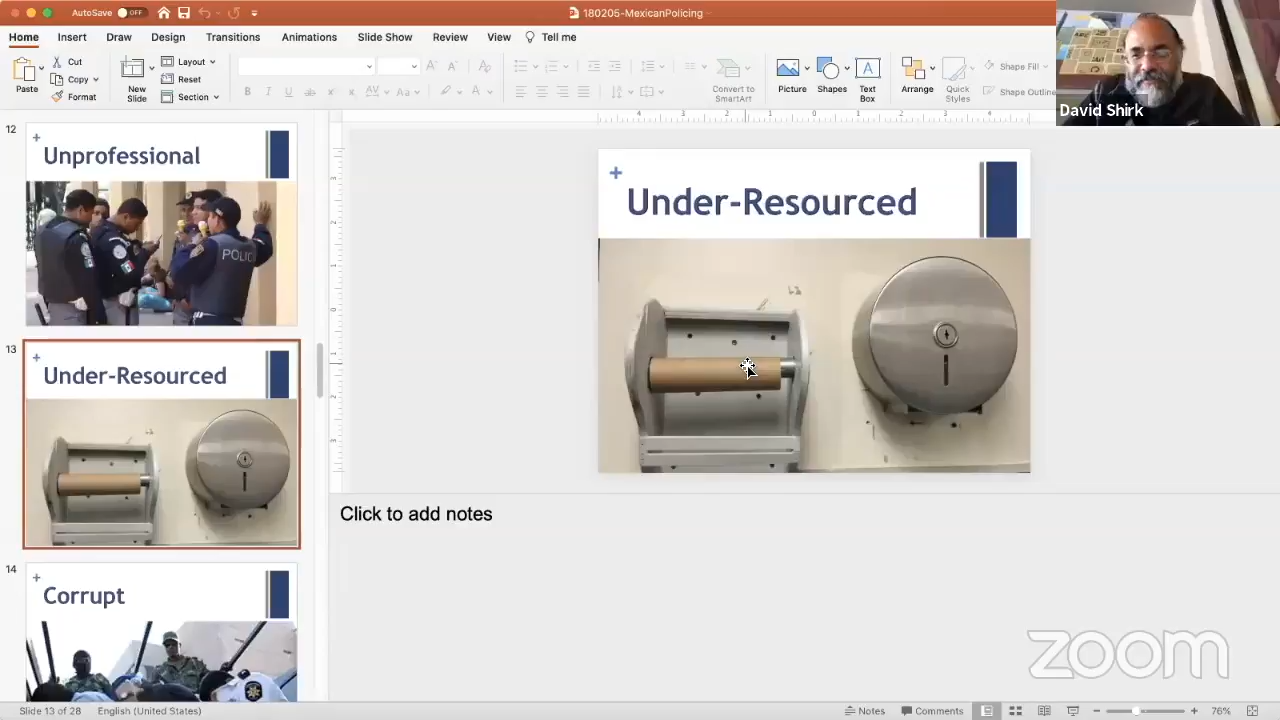 AutoSave OFF
180205-MexicanPolicing
Home Insert Draw Design Transitions Animations Slide Show Review View Tell me
Paste
Cut
Copy
Format
New Slide
Layout
Reset
Section
Convert to SmartArt
Picture
Shapes
Text Box
Arrange
Quick Styles
Shape Fill
Shape Outline
David Shirk
12
Unprofessional
POLIC
13
Under-Resourced
14
Corrupt
Under-Resourced
Click to add notes
zoom
Slide 13 of 28 English (United States) Notes Comments 76%